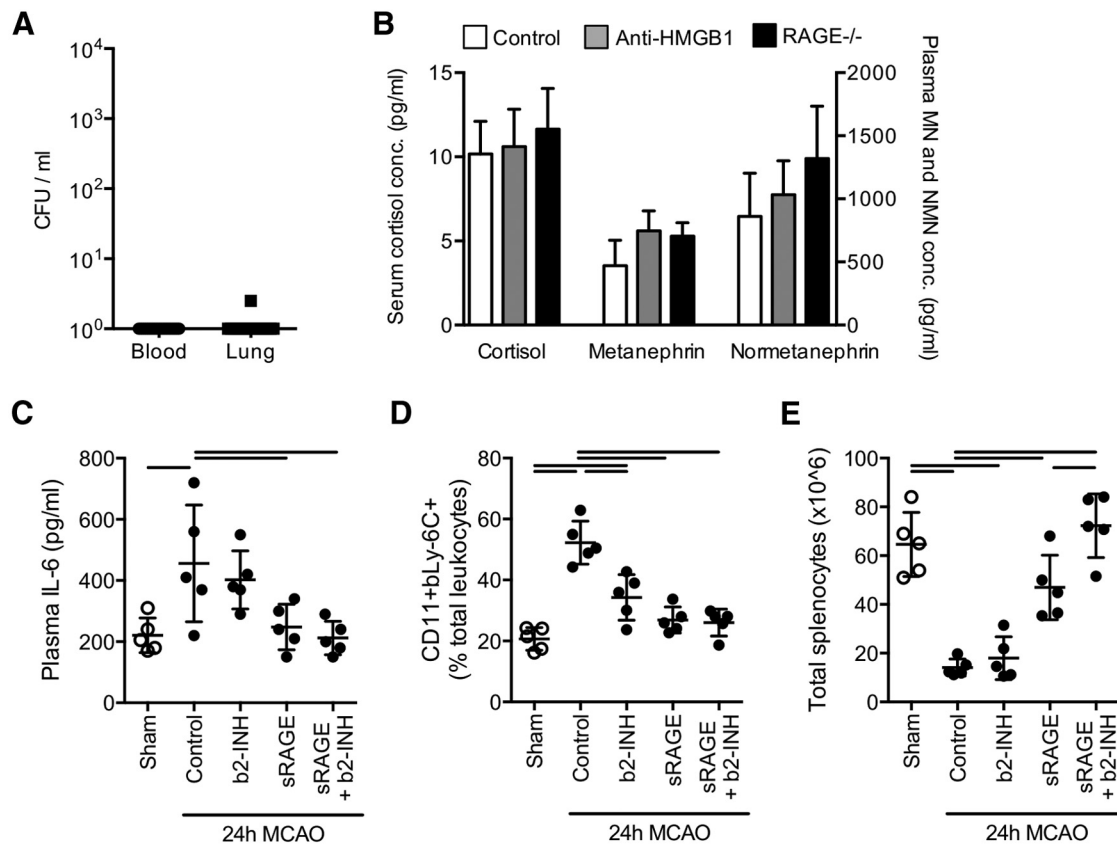 A
CFU / ml
10^4
10^3
10^2
10^1
10^0
Blood Lung
B
Control Anti-HMGB1 RAGE-/-
Serum cortisol conc. (pg/ml)
15
10
5
0
Plasma MN and NMN conc. (pg/ml)
2000
1500
1000
500
0
Cortisol Metanephrin Normetanephrin
C
Plasma IL-6 (pg/ml)
800
600
400
200
0
Sham
Control
b2-INH
sRAGE
sRAGE
+ b2-INH
24h MCAO
D
CD11+bLy-6C+
(% total leukocytes)
80
60
40
20
0
Sham
Control
b2-INH
sRAGE
sRAGE
+ b2-INH
24h MCAO
E
Total splenocytes (x10^6)
100
80
60
40
20
0
Sham
Control
b2-INH
sRAGE
sRAGE
+ b2-INH
24h MCAO